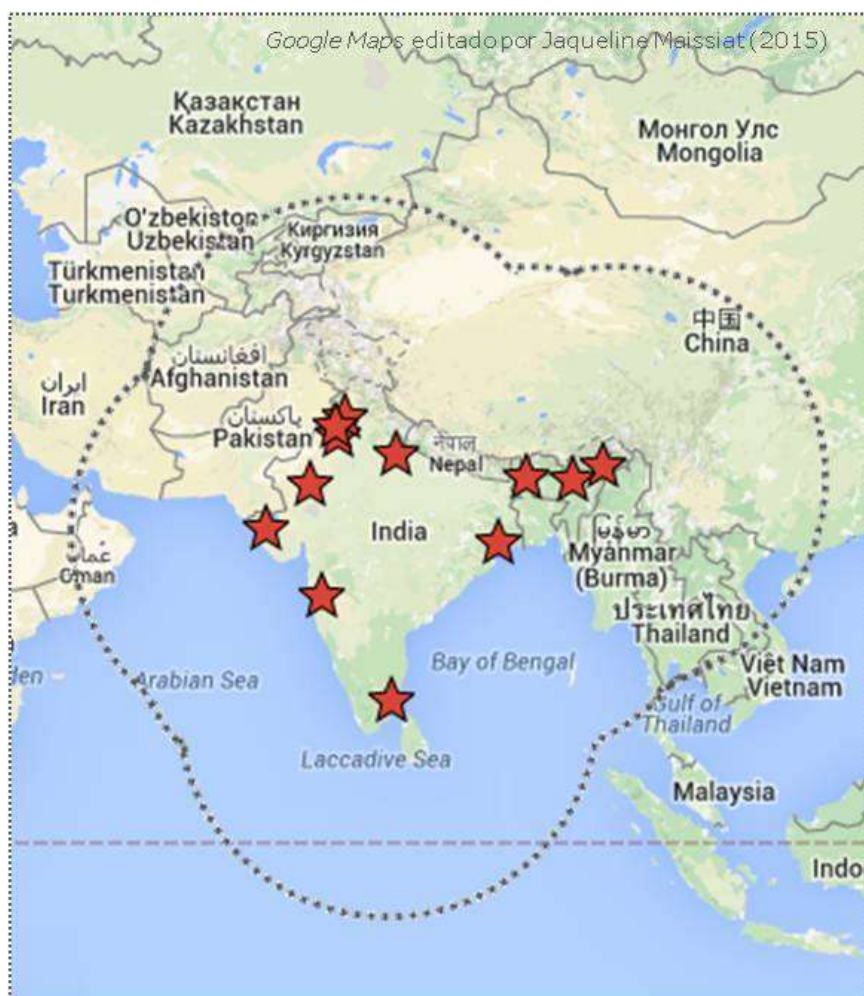 Google Maps editado por Jaqueline Maissiat (2015)
Қазақстан
Kazakhstan
Монгол Улс
Mongolia
O'zbekiston
Uzbekistan
Киргизия
Kyrgyzstan
Türkmenistan
Turkmenistan
中国
China
افغانستان
Afghanistan
ایران
Iran
پاکستان
Pakistan
नेपाल
Nepal
India
မြန်မာ
Myanmar
(Burma)
عُمان
Oman
ประเทศไทย
Thailand
Bay of Bengal
Việt Nam
Vietnam
Arabian Sea
Gulf of
Thailand
Laccadive Sea
Malaysia
Indo